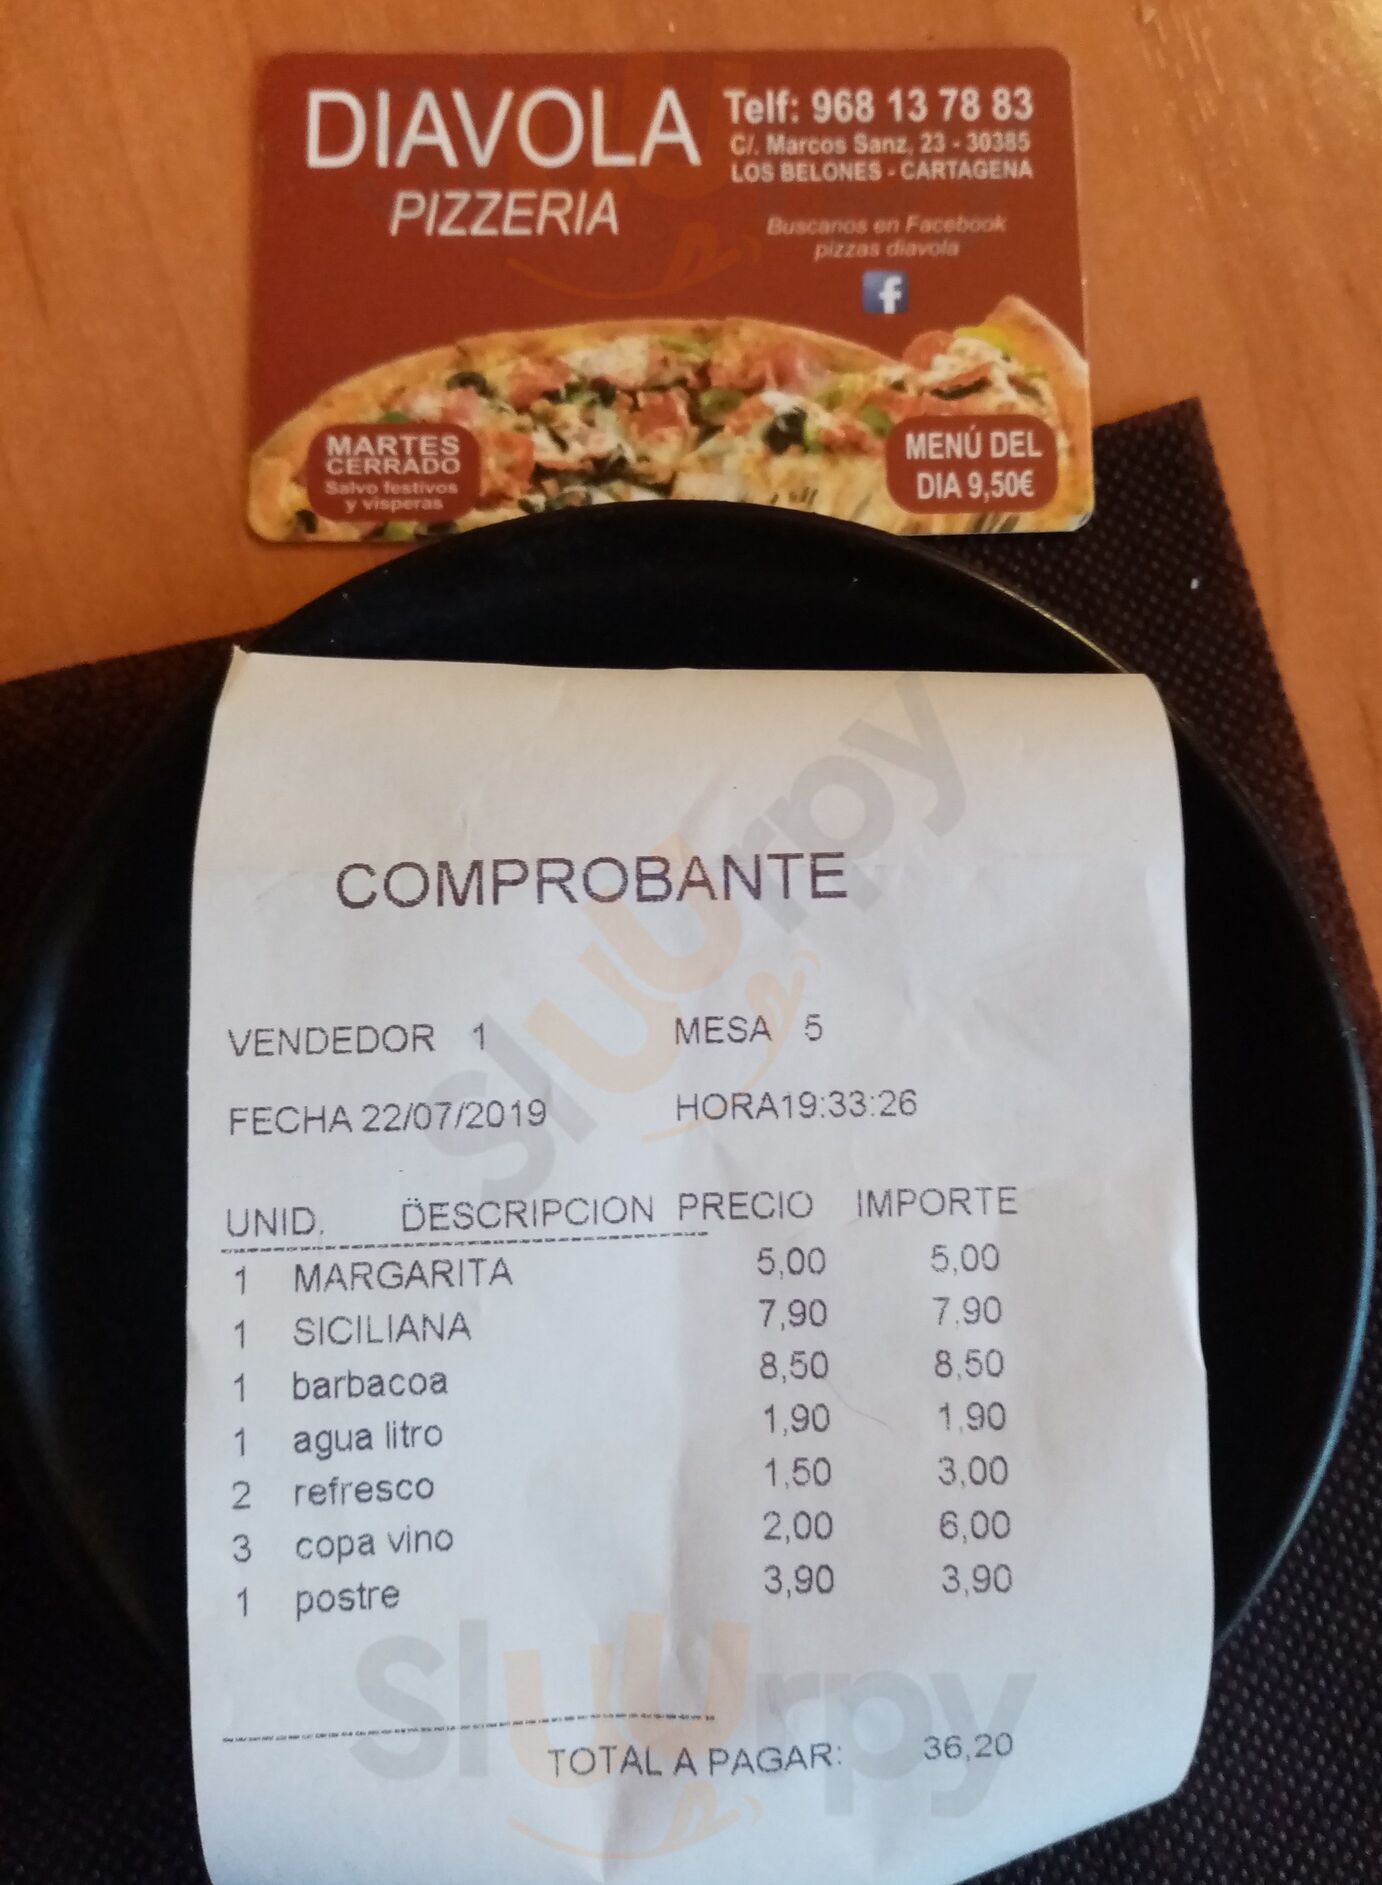 DIAVOLA
PIZZERIA
Telf: 968 13 78 83
C/. Marcos Sanz, 23 - 30385
LOS BELONES - CARTAGENA
Buscanos en Facebook
pizzas diavola
f
MARTES
CERRADO
Salvo festivos
y visperas
MENÚ DEL
DIA 9,50€
COMPROBANTE
VENDEDOR 1 MESA 5
FECHA 22/07/2019 HORA19:33:26
UNID. DESCRIPCION PRECIO IMPORTE
1 MARGARITA 5,00 5,00
1 SICILIANA 7,90 7,90
1 barbacoa 8,50 8,50
1 agua litro 1,90 1,90
2 refresco 1,50 3,00
3 copa vino 2,00 6,00
1 postre 3,90 3,90
TOTAL A PAGAR: 36,20
Sluurpy
Sluurpy